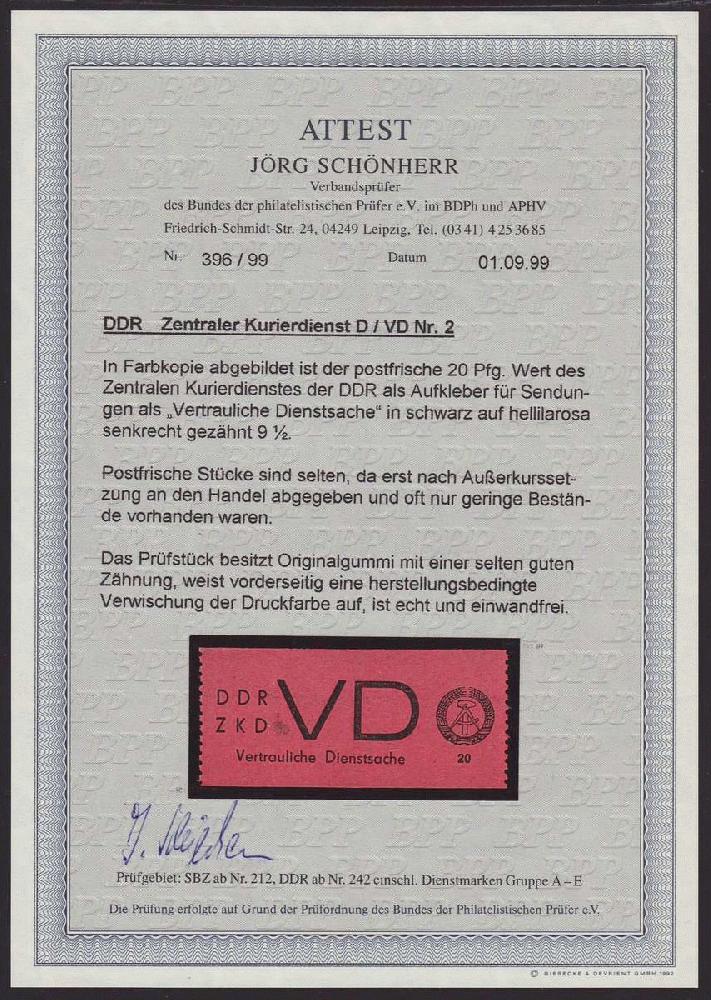 ATTEST
JÖRG SCHÖNHERR
Verbandsprüfer
des Bundes der philatelistischen Prüfer e.V. im BDPh und APHV
Friedrich-Schmidt-Str. 24, 04249 Leipzig, Tel. (0341) 4253685
Nr. 396 / 99 Datum 01.09.99
DDR Zentraler Kurierdienst D / VD Nr. 2
In Farbkopie abgebildet ist der postfrische 20 Pfg. Wert des
Zentralen Kurierdienstes der DDR als Aufkleber für Sendun-
gen als „Vertrauliche Dienstsache“ in schwarz auf hellilarosa
senkrecht gezähnt 9 ½.
Postfrische Stücke sind selten, da erst nach Außerkursset-
zung an den Handel abgegeben und oft nur geringe Bestän-
de vorhanden waren.
Das Prüfstück besitzt Originalgummi mit einer selten guten
Zähnung, weist vorderseitig eine herstellungsbedingte
Verwischung der Druckfarbe auf, ist echt und einwandfrei.
DDR VD
ZKD
Vertrauliche Dienstsache 20
Prüfgebiet: SBZ ab Nr. 212, DDR ab Nr. 242 einschl. Dienstmarken Gruppe A – E
Die Prüfung erfolgte auf Grund der Prüfordnung des Bundes der Philatelistischen Prüfer e.V.
© GIESECKE & DEVRIENT GMBH 1992